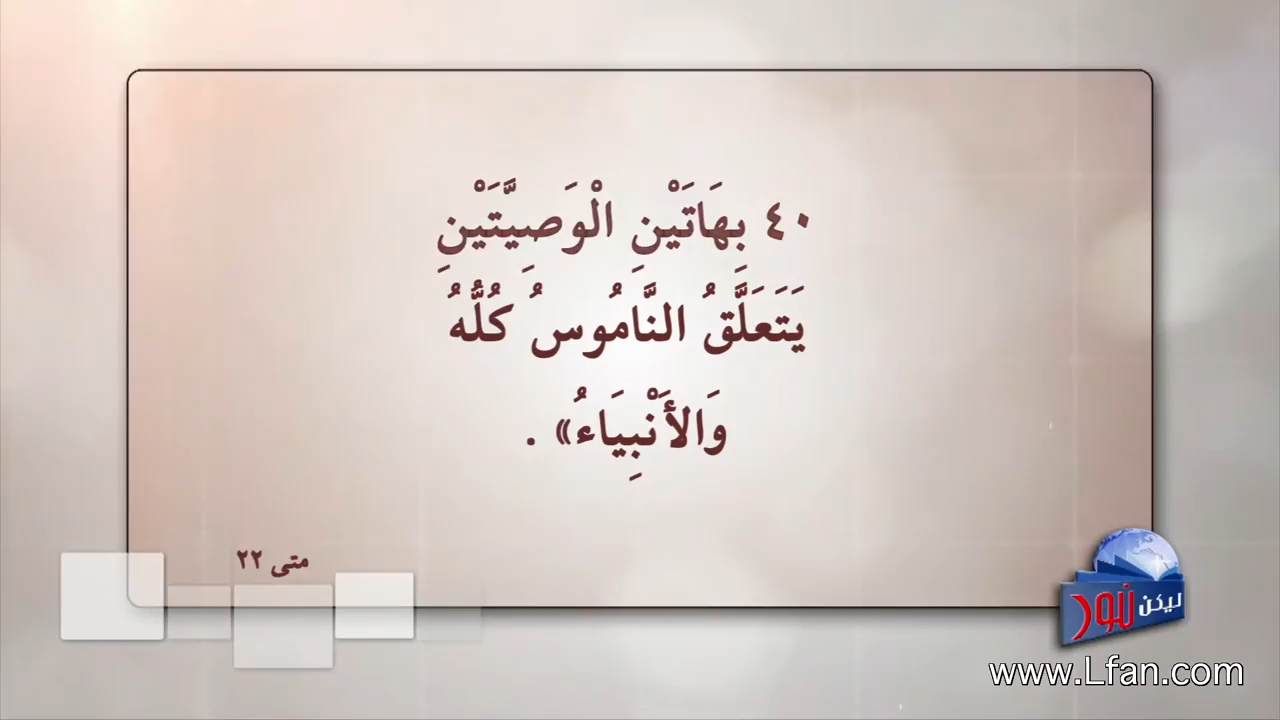 ٤٠ بِهَاتَيْنِ الْوَصِيَّتَيْنِ
يَتَعَلَّقُ النَّامُوسُ كُلُّهُ
وَالأَنْبِيَاءُ» .
متى ٢٢
ليكن نور
www.Lfan.com